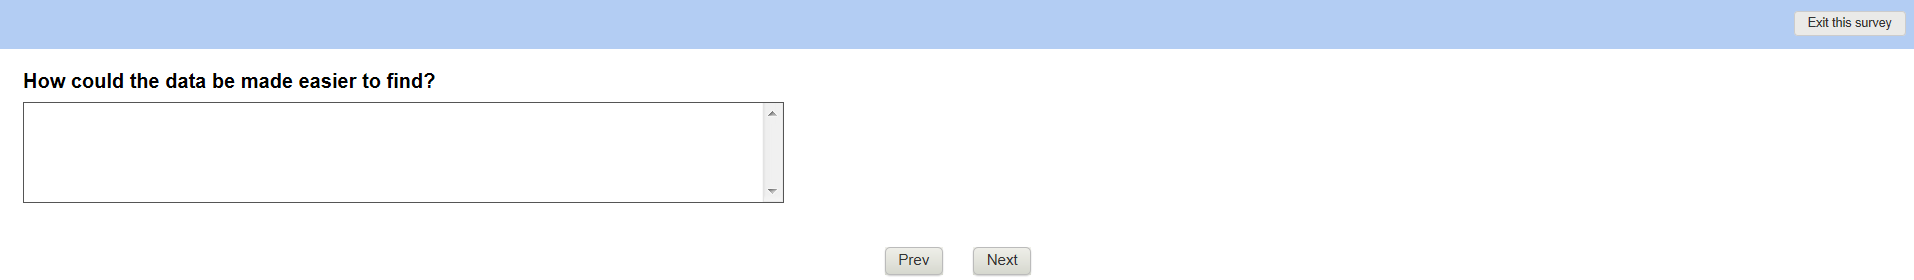 Exit this survey
How could the data be made easier to find?
Prev Next